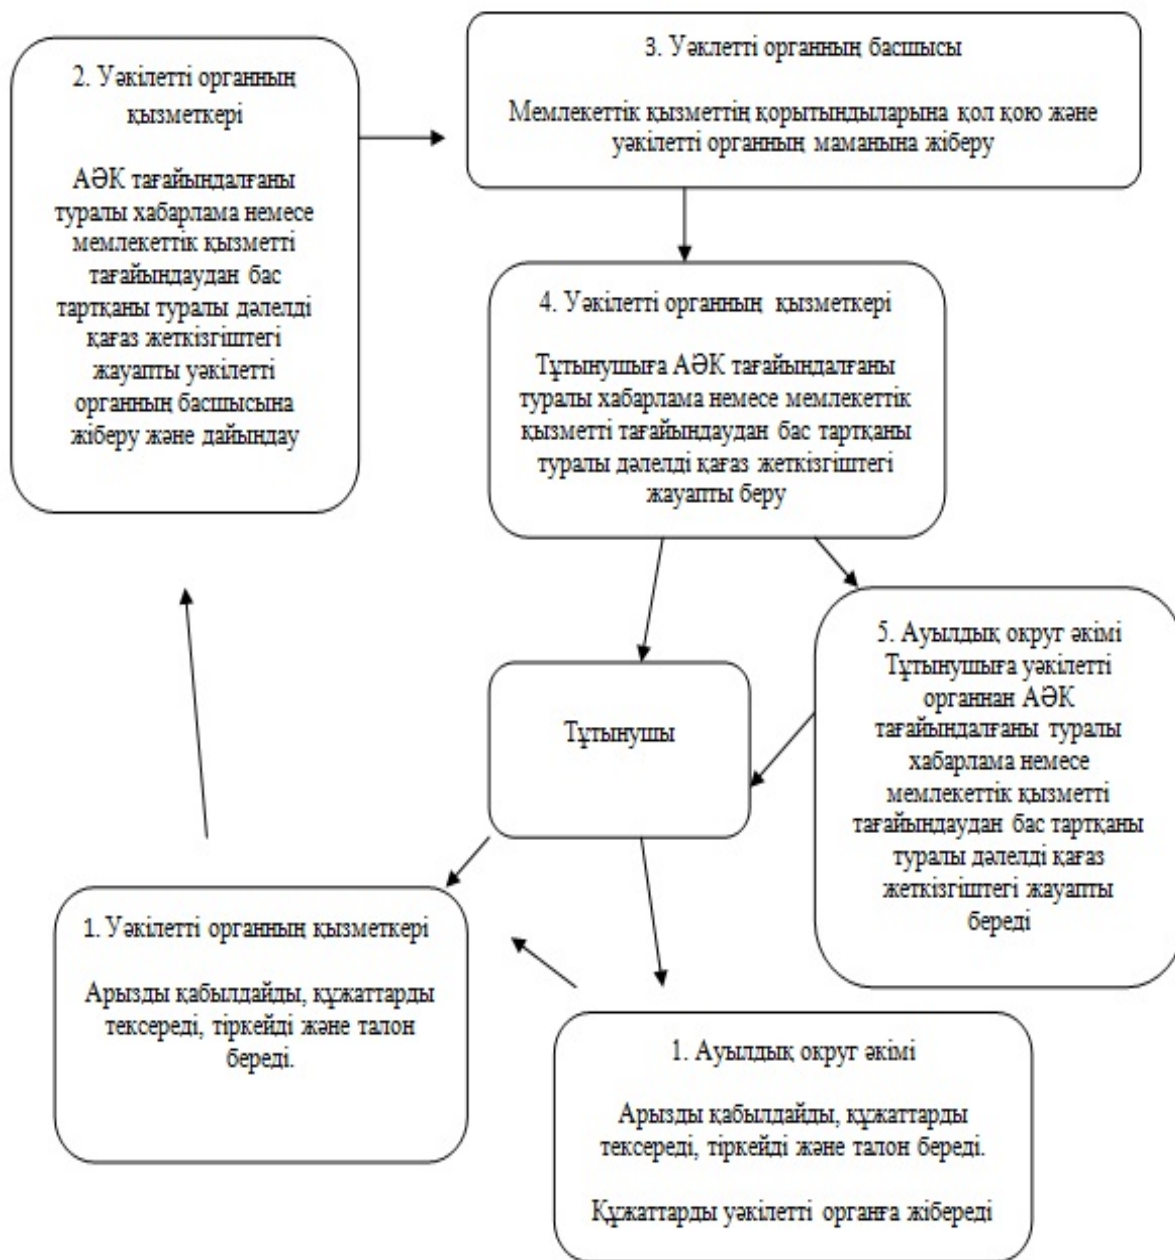 2. Уәкілетті органның
қызметкері
АӘК тағайындалғаны
туралы хабарлама немесе
мемлекеттік қызметті
тағайындаудан бас
тартқаны туралы дәлелді
қағаз жеткізгіштегі
жауапты уәкілетті
органның басшысына
жіберу және дайындау
3. Уәклетті органның басшысы
Мемлекеттік қызметтің қорытындыларына қол қою және
уәкілетті органның маманына жіберу
4. Уәкілетті органның қызметкері
Тұтынушыға АӘК тағайындалғаны
туралы хабарлама немесе мемлекеттік
қызметті тағайындаудан бас тартқаны
туралы дәлелді қағаз жеткізгіштегі
жауапты беру
5. Ауылдық округ әкімі
Тұтынушыға уәкілетті
органнан АӘК
тағайындалғаны туралы
хабарлама немесе
мемлекеттік қызметті
тағайындаудан бас тартқаны
туралы дәлелді қағаз
жеткізгіштегі жауапты
береді
Тұтынушы
1. Уәкілетті органның қызметкері
Арызды қабылдайды, құжаттарды
тексереді, тіркейді және талон
береді.
1. Ауылдық округ әкімі
Арызды қабылдайды, құжаттарды
тексереді, тіркейді және талон береді.
Құжаттарды уәкілетті органға жібереді